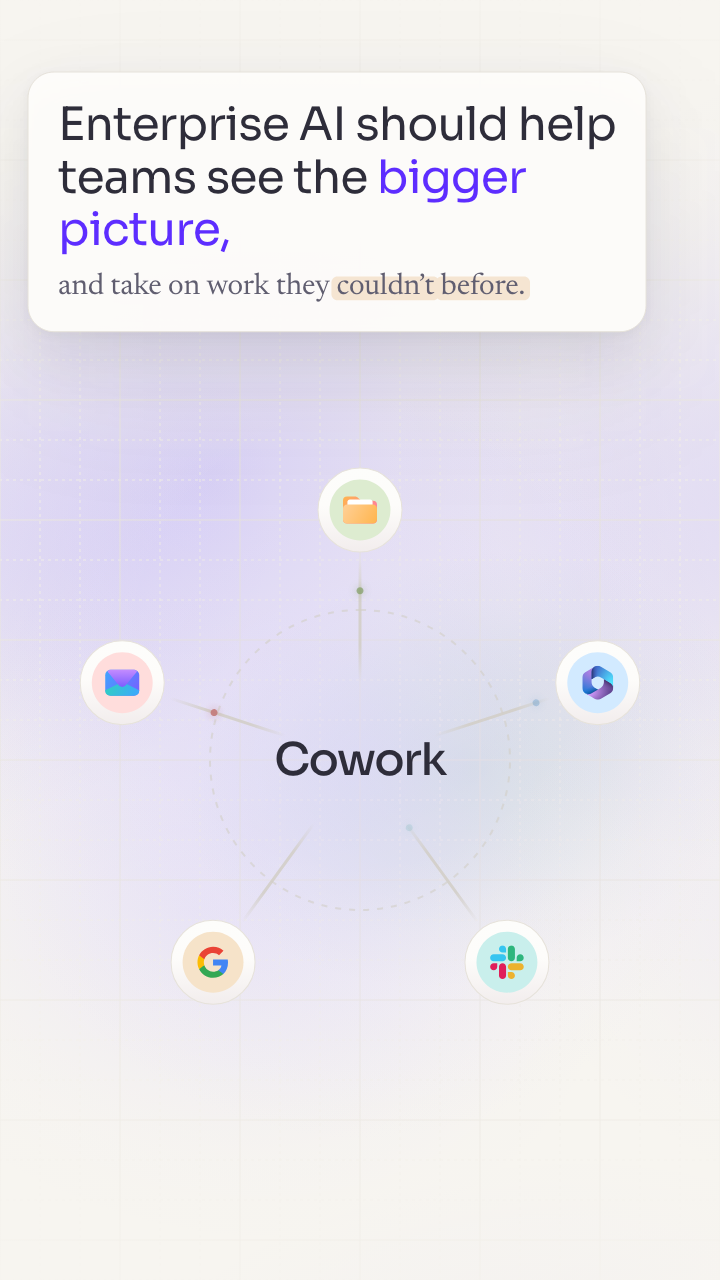 Enterprise AI should help
teams see the bigger
picture,
and take on work they couldn’t before.
Cowork